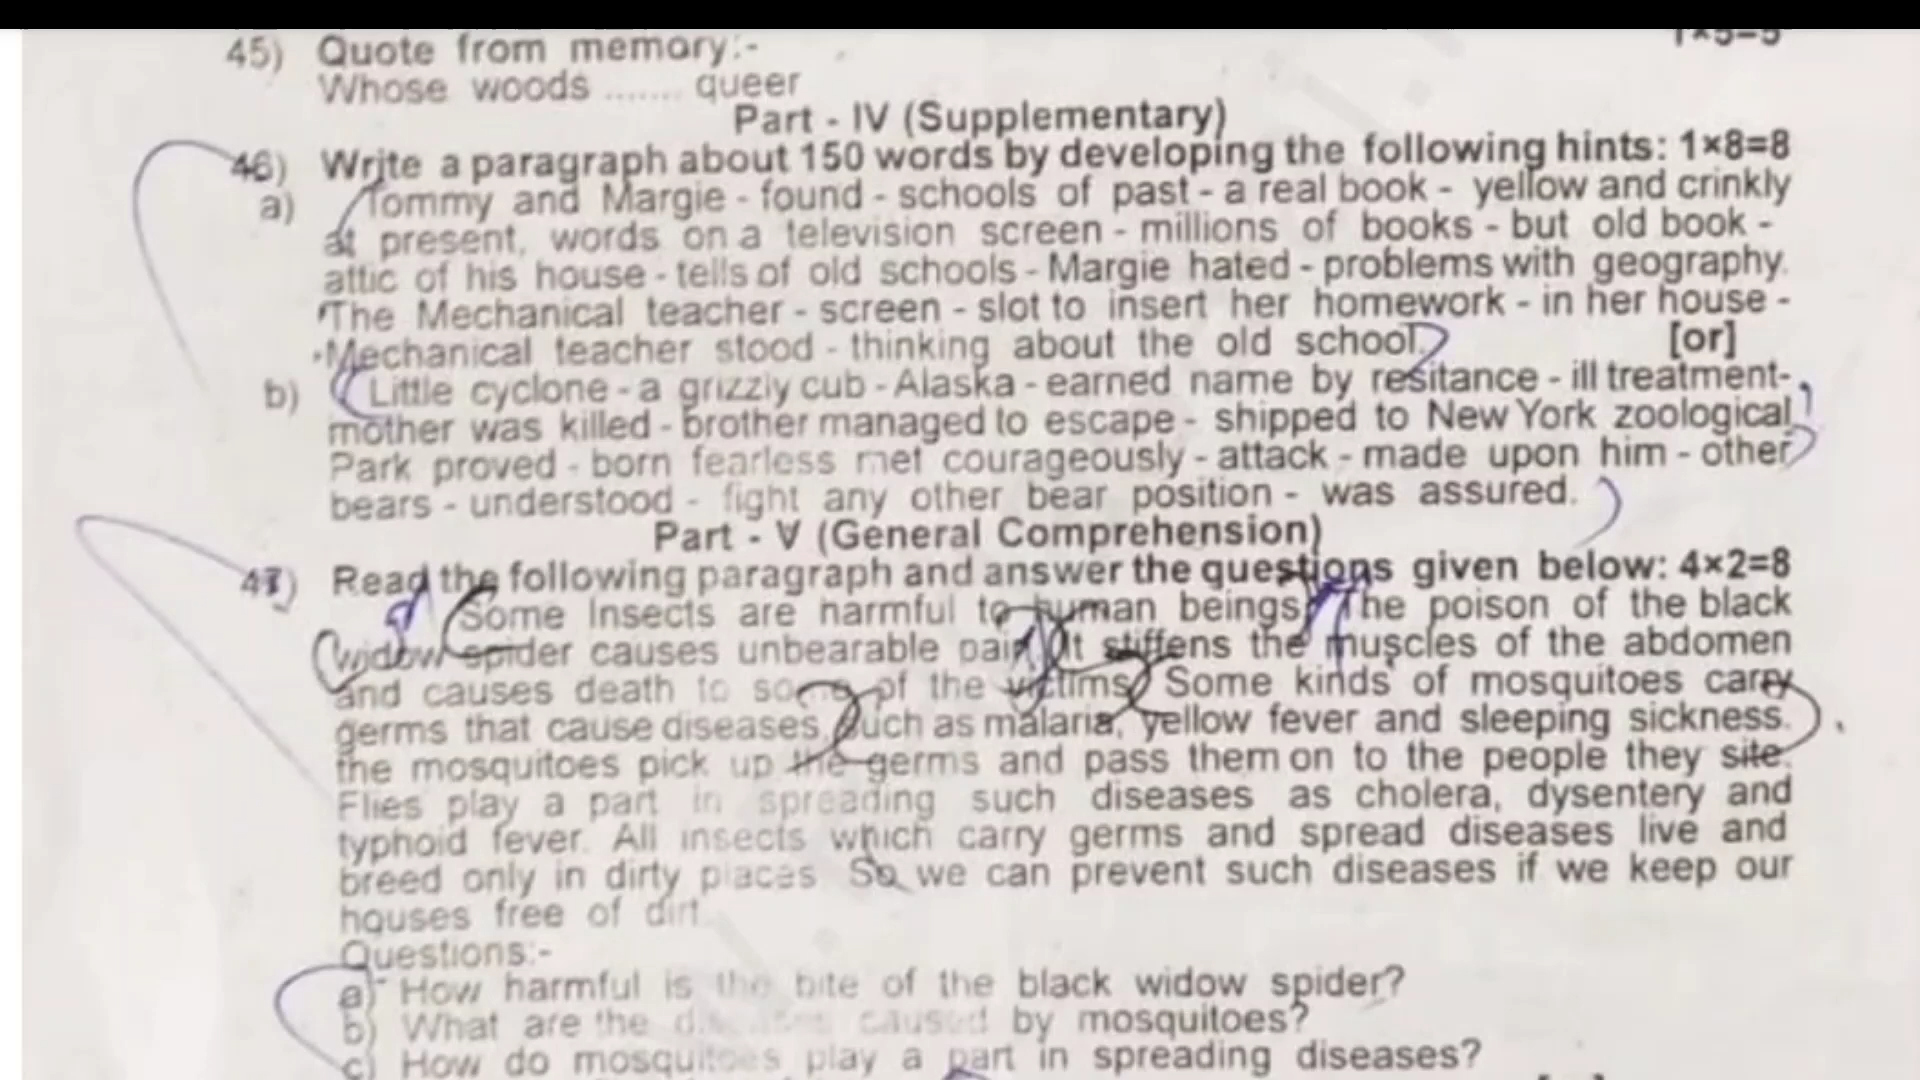 1×5=5
45) Quote from memory:-
Whose woods ....... queer
Part - IV (Supplementary)
46) Write a paragraph about 150 words by developing the following hints: 1×8=8
a) Tommy and Margie - found - schools of past - a real book - yellow and crinkly
at present, words on a television screen - millions of books - but old book -
attic of his house - tells of old schools - Margie hated - problems with geography.
The Mechanical teacher - screen - slot to insert her homework - in her house -
Mechanical teacher stood - thinking about the old school. [or]
b) Little cyclone - a grizzly cub - Alaska - earned name by resitance - ill treatment-
mother was killed - brother managed to escape - shipped to New York zoological
Park proved - born fearless met courageously - attack - made upon him - other
bears - understood - fight any other bear position - was assured.
Part - V (General Comprehension)
47) Read the following paragraph and answer the questions given below: 4×2=8
Some Insects are harmful to human beings. The poison of the black
widow spider causes unbearable pain. It stiffens the muscles of the abdomen
and causes death to some of the victims. Some kinds of mosquitoes carry
germs that cause diseases, such as malaria, yellow fever and sleeping sickness.
the mosquitoes pick up the germs and pass them on to the people they site.
Flies play a part in spreading such diseases as cholera, dysentery and
typhoid fever. All insects which carry germs and spread diseases live and
breed only in dirty places. So we can prevent such diseases if we keep our
houses free of dirt.
Questions:-
a) How harmful is the bite of the black widow spider?
b) What are the diseases caused by mosquitoes?
c) How do mosquitoes play a part in spreading diseases?